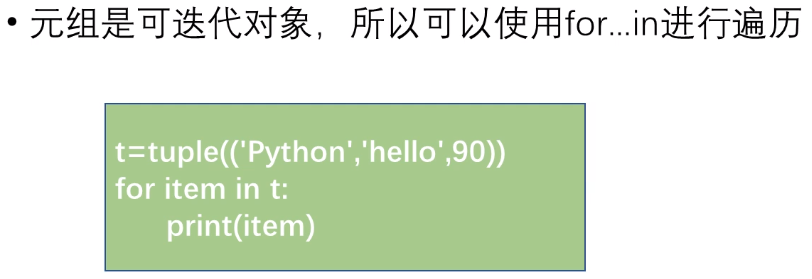 • 元组是可迭代对象，所以可以使用for...in进行遍历
t=tuple(('Python','hello',90))
for item in t:
    print(item)